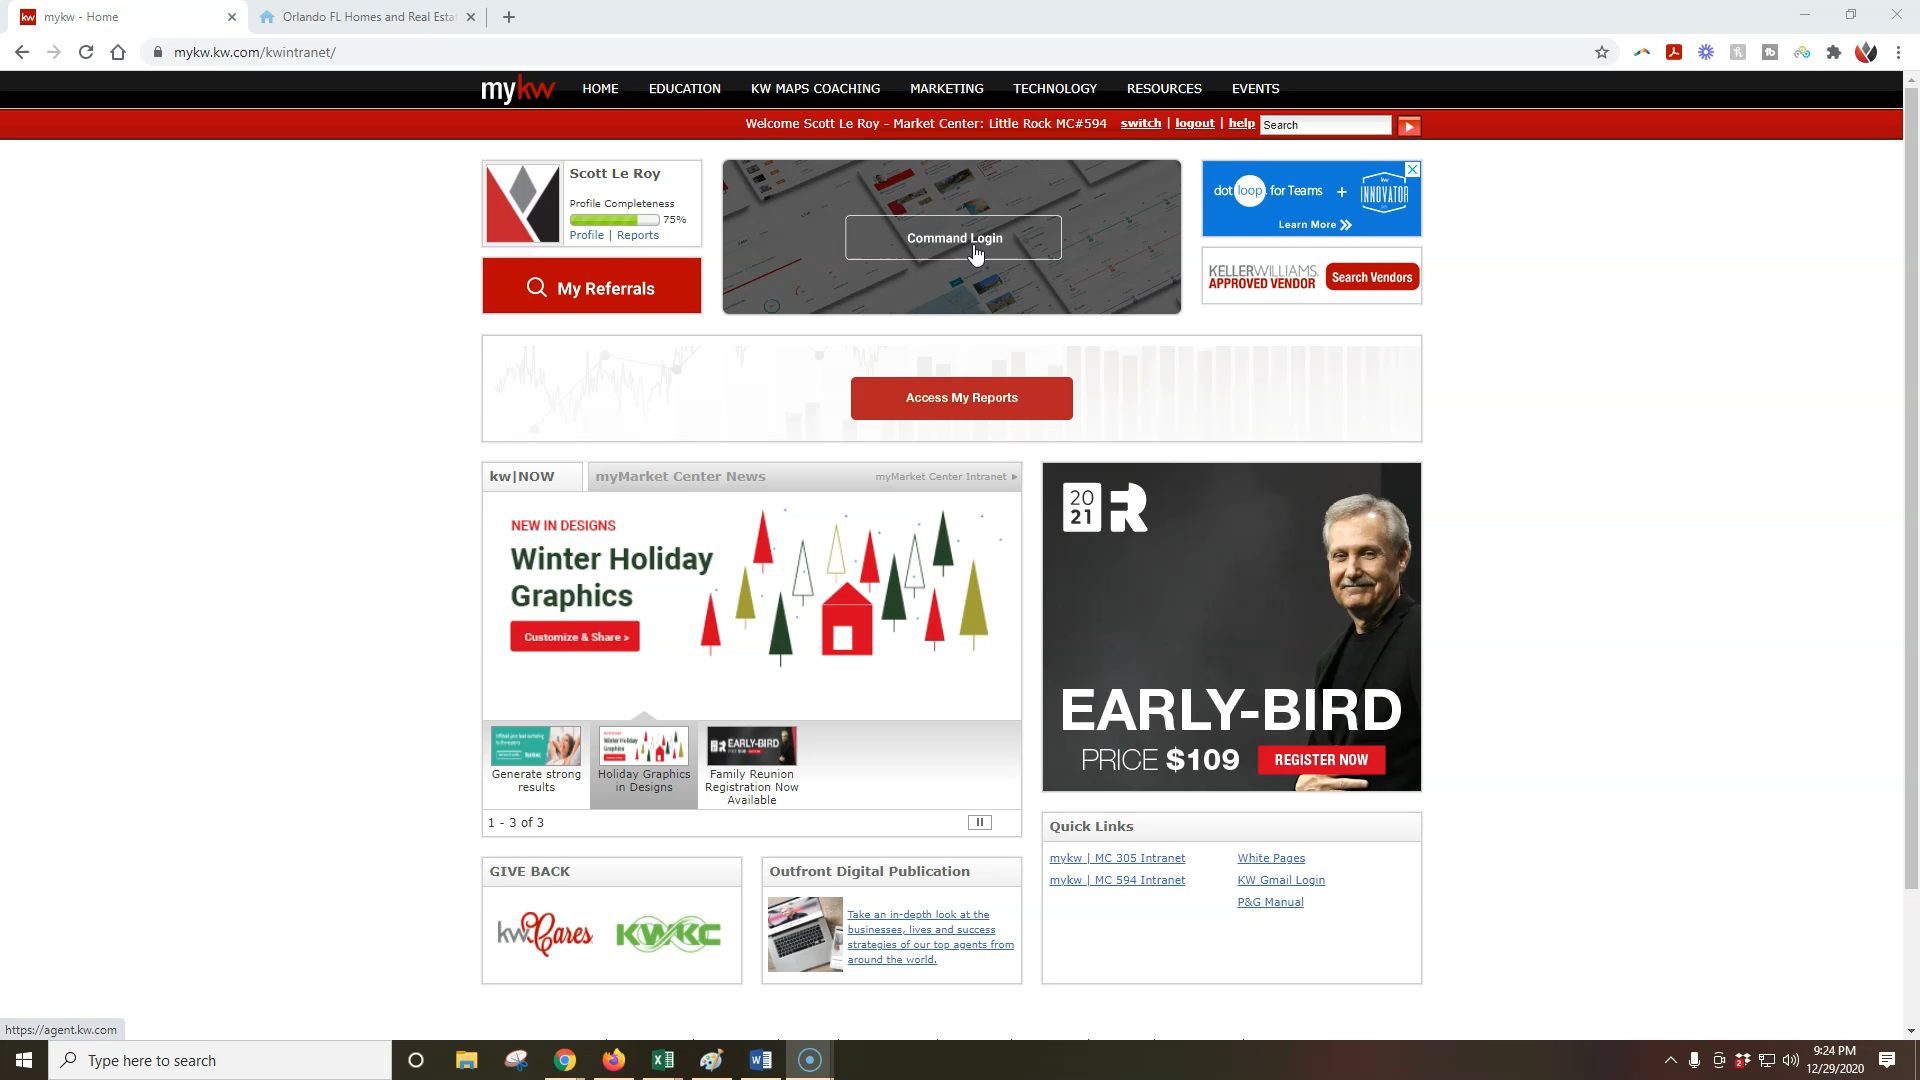 mykw - Home
Orlando FL Homes and Real Esta
mykw.kw.com/kwintranet/
mykw
HOME
EDUCATION
KW MAPS COACHING
MARKETING
TECHNOLOGY
RESOURCES
EVENTS
Welcome Scott Le Roy - Market Center: Little Rock MC#594
switch | logout | help
Search
Scott Le Roy
Profile Completeness
75%
Profile | Reports
My Referrals
Command Login
dotloop for Teams + kw INNOVATOR
Learn More
KELLERWILLIAMS.
APPROVED VENDOR
Search Vendors
Access My Reports
kw|NOW
myMarket Center News
myMarket Center Intranet
NEW IN DESIGNS
Winter Holiday
Graphics
Customize & Share >
Generate strong
results
Holiday Graphics
in Designs
EARLY-BIRD
Family Reunion
Registration Now
Available
1 - 3 of 3
20
21
R
EARLY-BIRD
PRICE $109
REGISTER NOW
GIVE BACK
kwCares
KWKC
Outfront Digital Publication
Take an in-depth look at the
businesses, lives and success
strategies of our top agents from
around the world.
Quick Links
mykw | MC 305 Intranet
mykw | MC 594 Intranet
White Pages
KW Gmail Login
P&G Manual
https://agent.kw.com
Type here to search
9:24 PM
12/29/2020